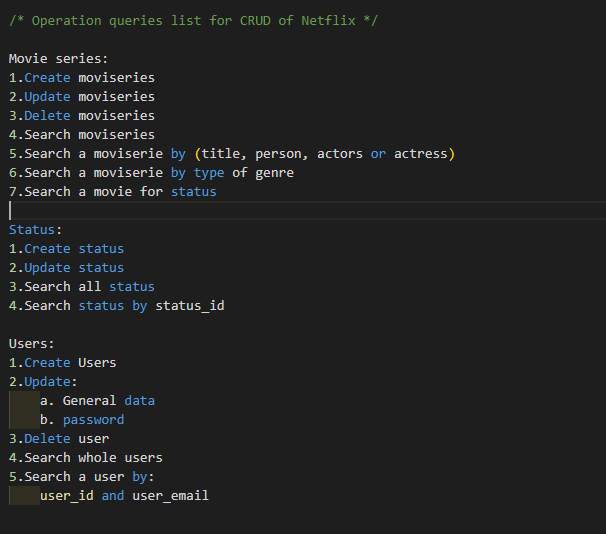 /* Operation queries list for CRUD of Netflix */
Movie series:
1.Create moviseries
2.Update moviseries
3.Delete moviseries
4.Search moviseries
5.Search a moviserie by (title, person, actors or actress)
6.Search a moviserie by type of genre
7.Search a movie for status
Status:
1.Create status
2.Update status
3.Search all status
4.Search status by status_id
Users:
1.Create Users
2.Update:
a. General data
b. password
3.Delete user
4.Search whole users
5.Search a user by:
user_id and user_email